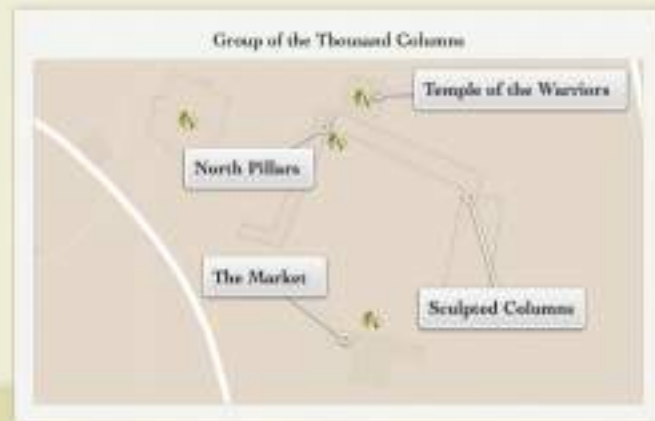 Group of the Thousand Columns
Temple of the Warriors
North Pillars
The Market
Sculpted Columns